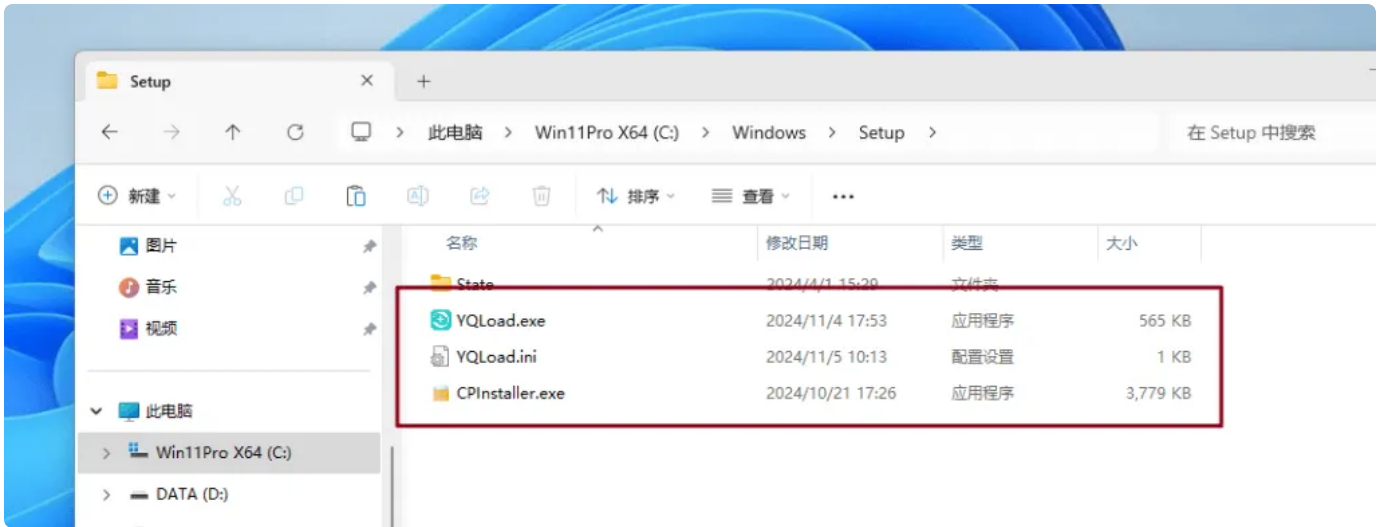 Setup
此电脑 > Win11Pro X64 (C:) > Windows > Setup >
在 Setup 中搜索
新建
排序
查看
图片
音乐
视频
此电脑
Win11Pro X64 (C:)
DATA (D:)
名称 修改日期 类型 大小
State 2024/4/1 15:29 文件夹
YQLoad.exe 2024/11/4 17:53 应用程序 565 KB
YQLoad.ini 2024/11/5 10:13 配置设置 1 KB
CPInstaller.exe 2024/10/21 17:26 应用程序 3,779 KB